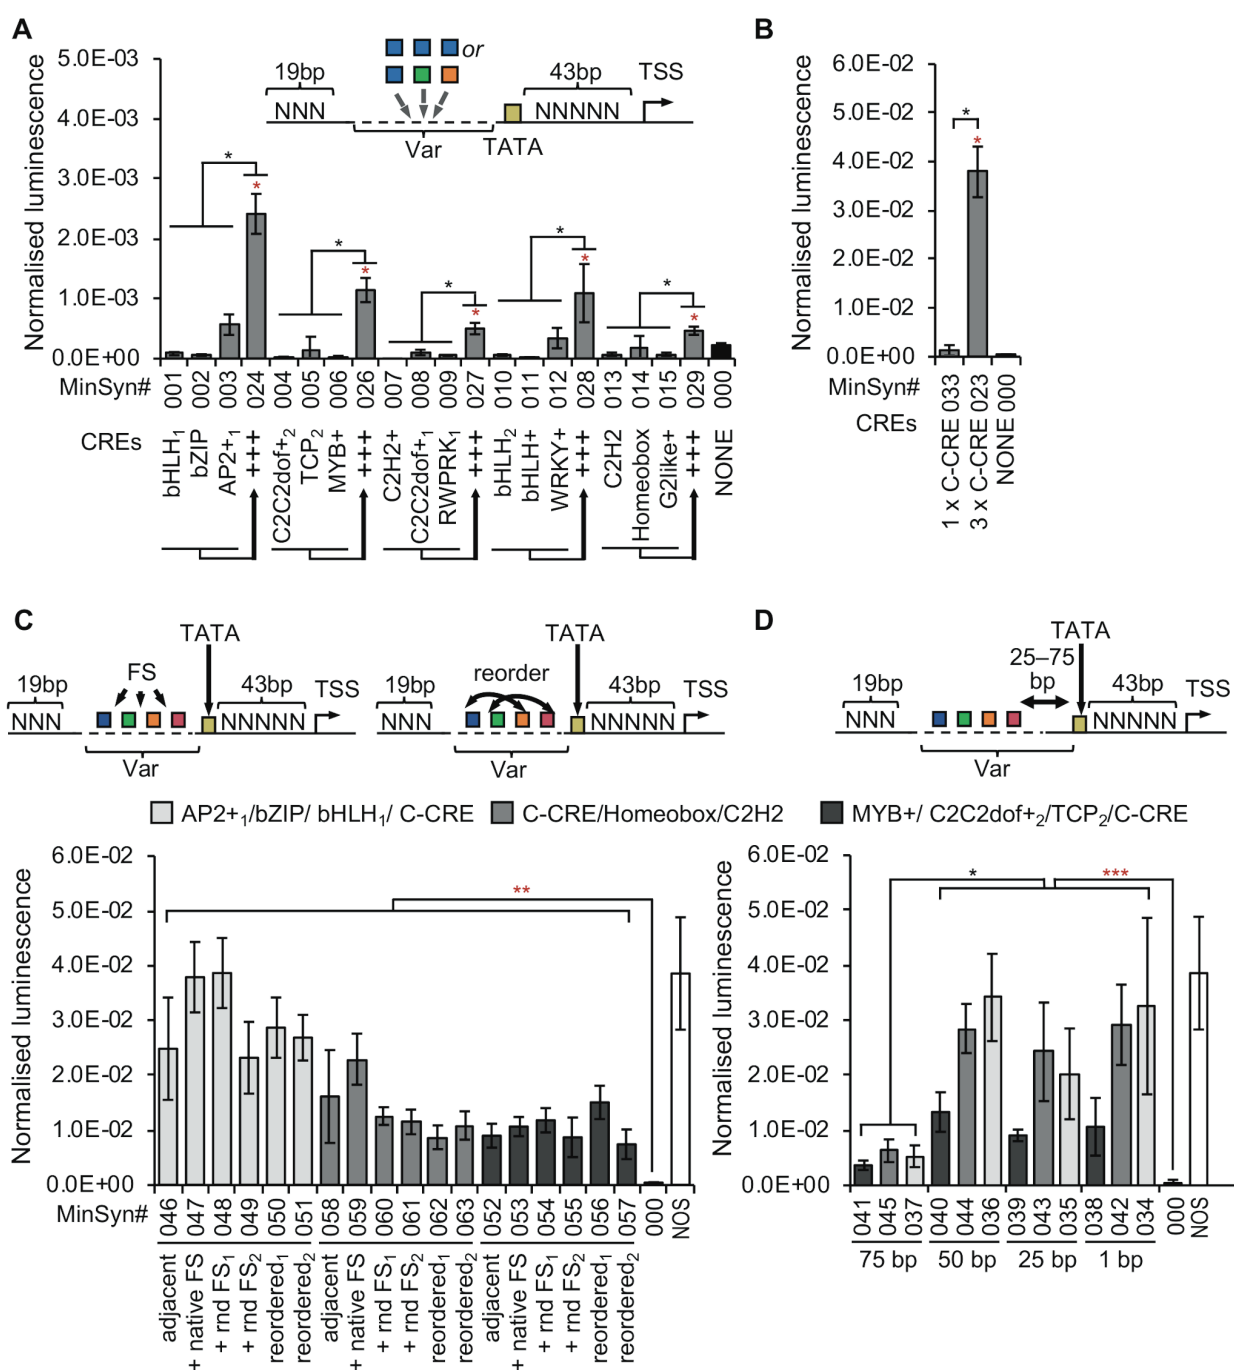 A
5.0E-03
4.0E-03
3.0E-03
2.0E-03
1.0E-03
0.0E+00
Normalised luminescence
or
19bp
NNN
43bp
NNNNN
TSS
Var
TATA
*
*
*
*
*
*
*
*
*
*
MinSyn#
001 002 003 024 004 005 006 026 007 008 009 027 010 011 012 028 013 014 015 029 000
CREs
bHLH1 bZIP AP2+1 +++ C2C2dof+2 TCP2 MYB+ +++ C2H2+ C2C2dof+1 RWPRK1 +++ bHLH2 bHLH+ WRKY+ +++ C2H2 Homeobox G2like+ +++ NONE
B
6.0E-02
5.0E-02
4.0E-02
3.0E-02
2.0E-02
1.0E-02
0.0E+00
Normalised luminescence
*
*
MinSyn#
CREs
1 x C-CRE 033
3 x C-CRE 023
NONE 000
C
TATA
FS
19bp
NNN
43bp
NNNNN
TSS
Var
TATA
reorder
19bp
NNN
43bp
NNNNN
TSS
Var
D
TATA
25–75
bp
19bp
NNN
43bp
NNNNN
TSS
Var
AP2+1/bZIP/ bHLH1/ C-CRE
C-CRE/Homeobox/C2H2
MYB+/ C2C2dof+2/TCP2/C-CRE
6.0E-02
5.0E-02
4.0E-02
3.0E-02
2.0E-02
1.0E-02
0.0E+00
Normalised luminescence
**
MinSyn#
046 047 048 049 050 051 058 059 060 061 062 063 052 053 054 055 056 057 000 NOS
adjacent
+ native FS
+ rnd FS1
+ rnd FS2
reordered1
reordered2
adjacent
+ native FS
+ rnd FS1
+ rnd FS2
reordered1
reordered2
adjacent
+ native FS
+ rnd FS1
+ rnd FS2
reordered1
reordered2
6.0E-02
5.0E-02
4.0E-02
3.0E-02
2.0E-02
1.0E-02
0.0E+00
Normalised luminescence
*
***
041 045 037 040 044 036 039 043 035 038 042 034 000 NOS
75 bp 50 bp 25 bp 1 bp